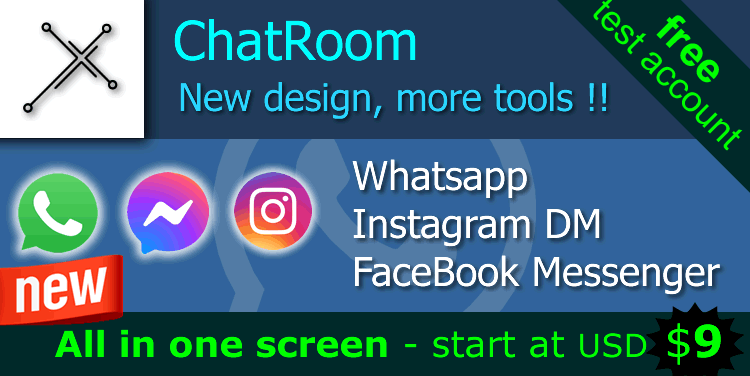 ChatRoom
New design, more tools !!
free
test account
Whatsapp
Instagram DM
FaceBook Messenger
new
All in one screen - start at USD $9